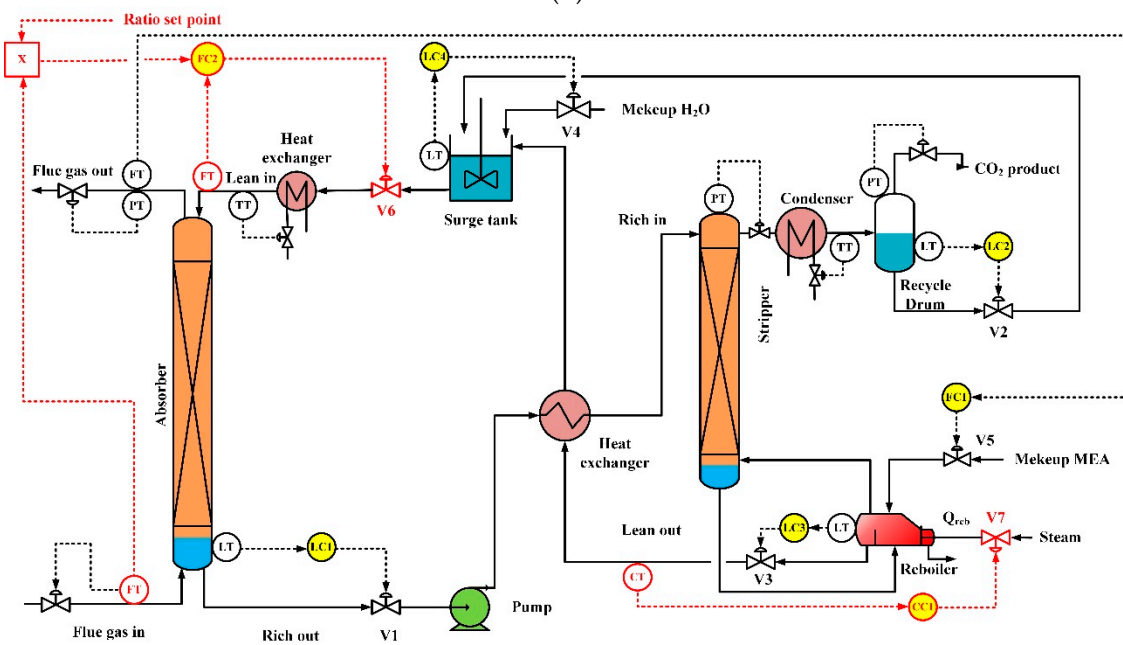 Ratio set point
X
FC2
LC4
Mekeup H₂O
V4
Heat
exchanger
Flue gas out
FT
FT
Lean in
LT
PT
TT
V6
Surge tank
PT
Condenser
PT
CO₂ product
Rich in
TT
LT
LC2
Recycle
Drum
V2
Stripper
Absorber
Heat
exchanger
FC1
V5
Mekeup MEA
Lean out
LT
LC1
LC3
LT
Qreb
V7
Steam
V3
Reboiler
FT
CT
CC1
Pump
Flue gas in
Rich out
V1